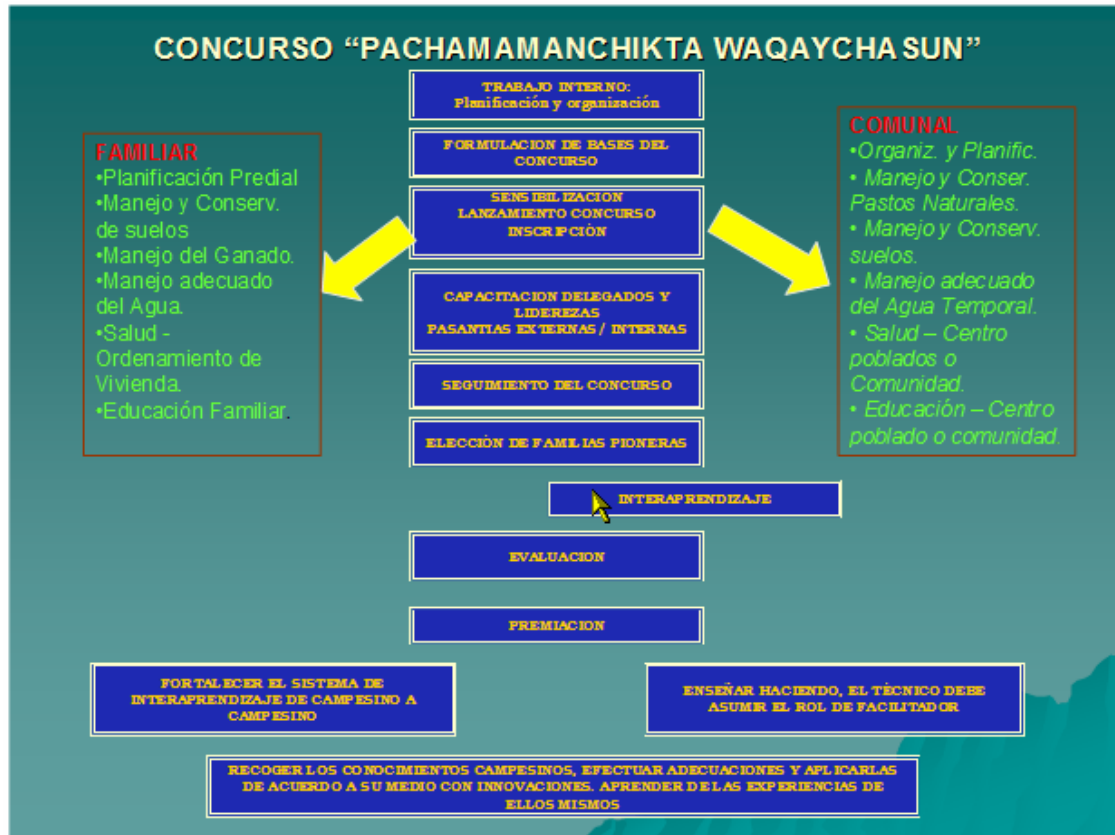 CONCURSO “PACHAMAMANCHIKTA WAQAYCHASUN”
TRABAJO INTERNO:
Planificación y organización
FORMULACION DE BASES DEL
CONCURSO
SENSIBILIZACION
LANZAMIENTO CONCURSO
INSCRIPCIÓN
CAPACITACION DELEGADOS Y
LIDEREZAS
PASANTIAS EXTERNAS / INTERNAS
SEGUIMIENTO DEL CONCURSO
ELECCIÓN DE FAMILIAS PIONERAS
INTERAPRENDIZAJE
EVALUACION
PREMIACION
FAMILIAR
•Planificación Predial
•Manejo y Conserv.
de suelos
•Manejo del Ganado.
•Manejo adecuado
del Agua.
•Salud -
Ordenamiento de
Vivienda.
•Educación Familiar.
COMUNAL
•Organiz. y Planific.
• Manejo y Conser.
Pastos Naturales.
• Manejo y Conserv.
suelos.
• Manejo adecuado
del Agua Temporal.
• Salud – Centro
poblados o
Comunidad.
• Educación – Centro
poblado o comunidad.
FORTALECER EL SISTEMA DE
INTERAPRENDIZAJE DE CAMPESINO A
CAMPESINO
ENSEÑAR HACIENDO, EL TÉCNICO DEBE
ASUMIR EL ROL DE FACILITADOR
RECOGER LOS CONOCIMIENTOS CAMPESINOS, EFECTUAR ADECUACIONES Y APLICARLAS
DE ACUERDO A SU MEDIO CON INNOVACIONES. APRENDER DE LAS EXPERIENCIAS DE
ELLOS MISMOS